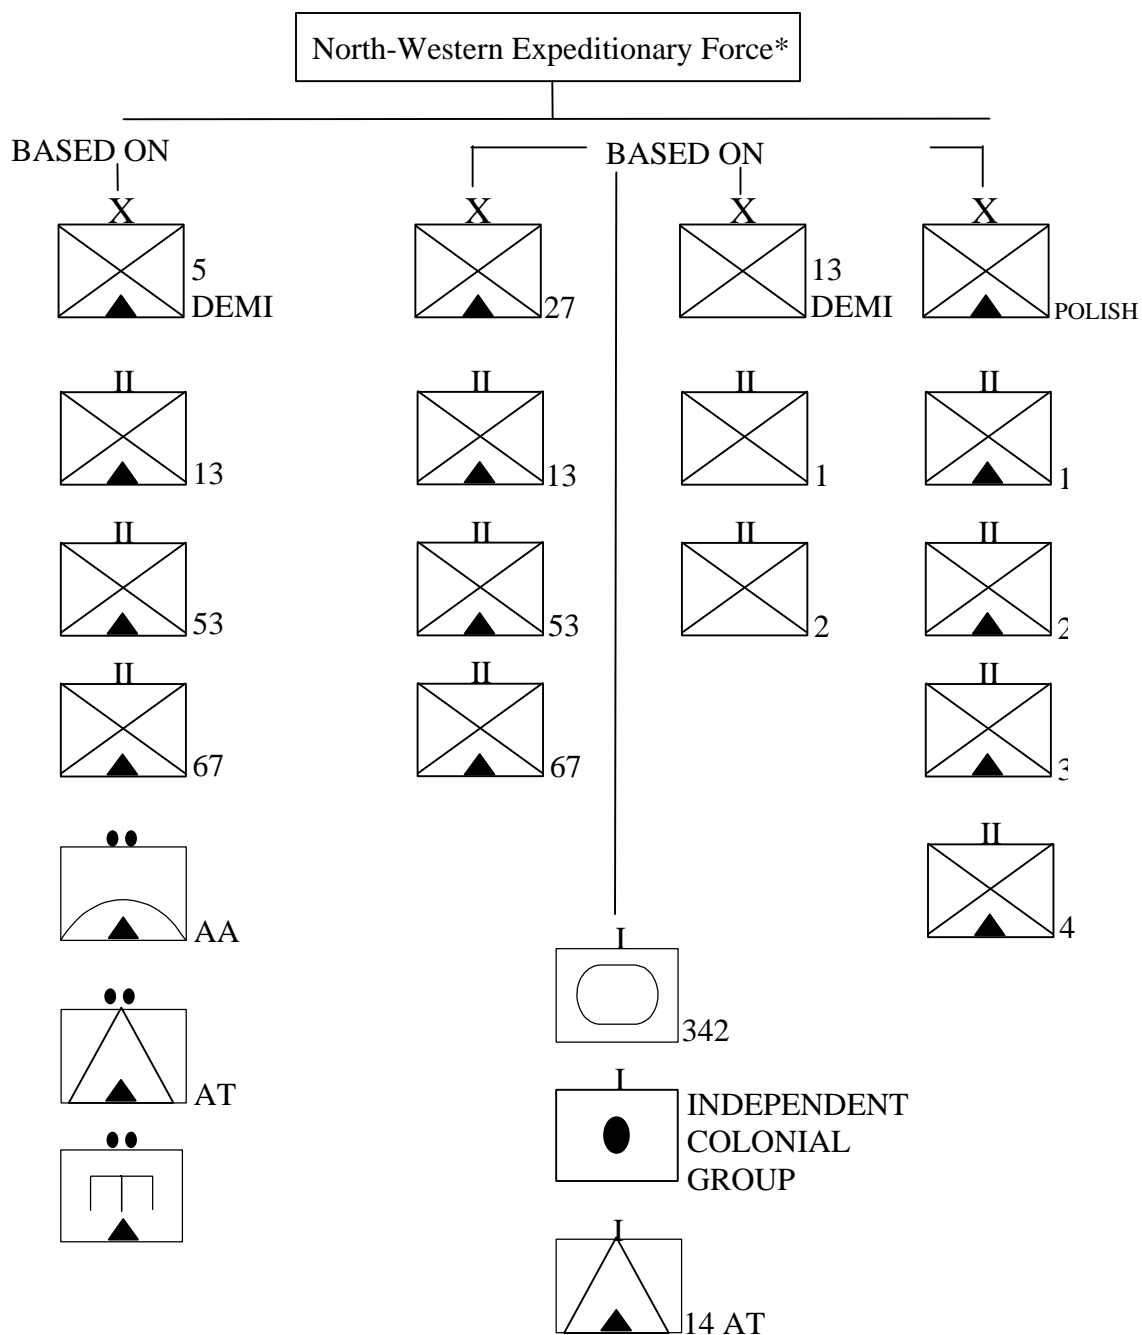 North-Western Expeditionary Force*
BASED ON
BASED ON
X
X
X
X
5
DEMI
27
13
DEMI
POLISH
II
II
II
II
13
13
1
1
II
II
II
II
53
53
2
2
II
II
II
67
67
3
II
4
AA
I
342
AT
I
INDEPENDENT
COLONIAL
GROUP
I
14 AT